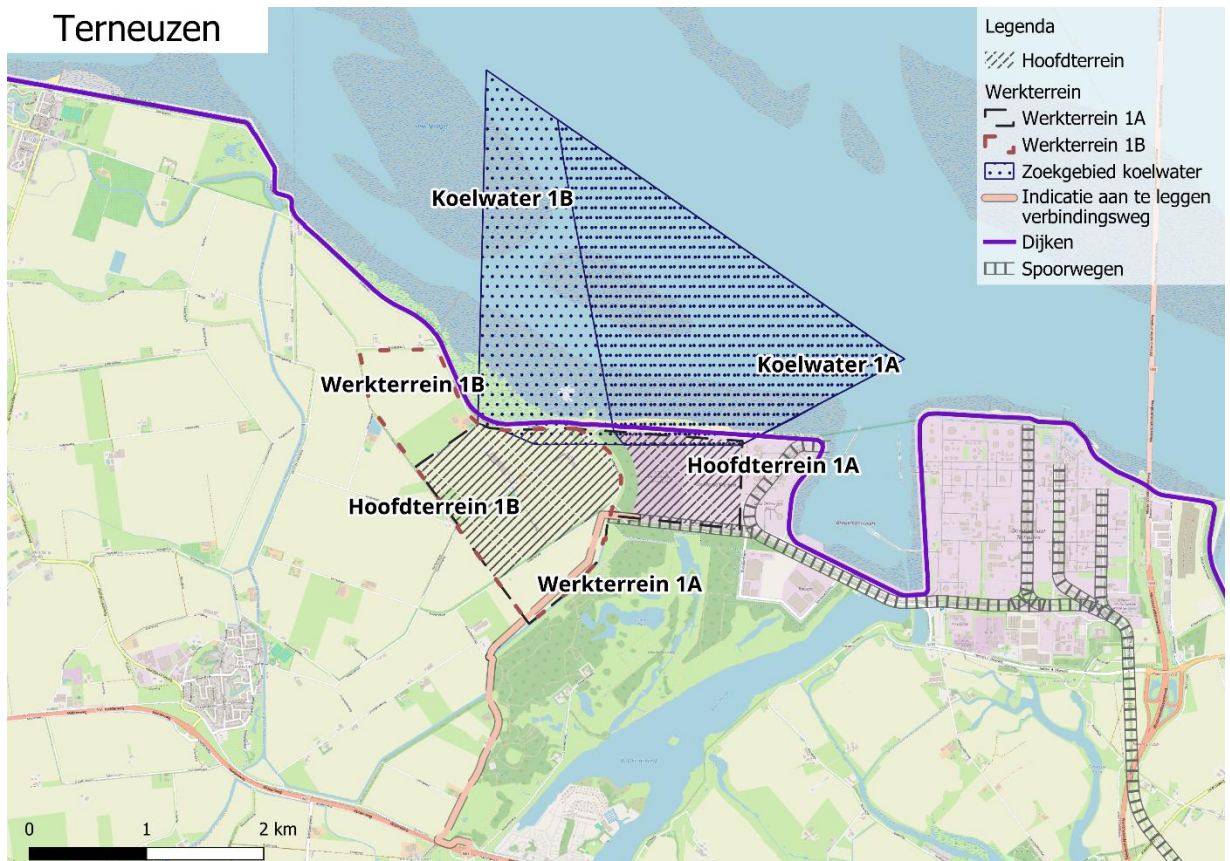 Terneuzen
Legenda
Hoofdterrein
Werkterrein
Werkterrein 1A
Werkterrein 1B
Zoekgebied koelwater
Indicatie aan te leggen
verbindingsweg
Dijken
Spoorwegen
Koelwater 1B
Koelwater 1A
Werkterrein 1B
Hoofdterrein 1A
Hoofdterrein 1B
Werkterrein 1A
0 1 2 km